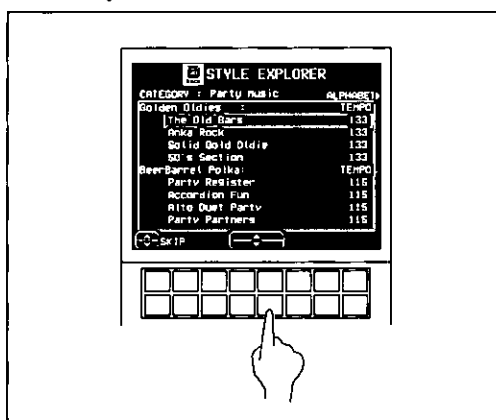 STYLE EXPLORER
CATEGORY : Party music ALPHABET
Golden Oldies : TEMPO
The Old Bars 133
Anka Rock 133
Solid Gold Oldie 133
50's Section 133
BeerBarrel Polka: TEMPO
Party Register 115
Accordion Fun 115
Alto Duet Party 115
Party Partners 115
SKIP